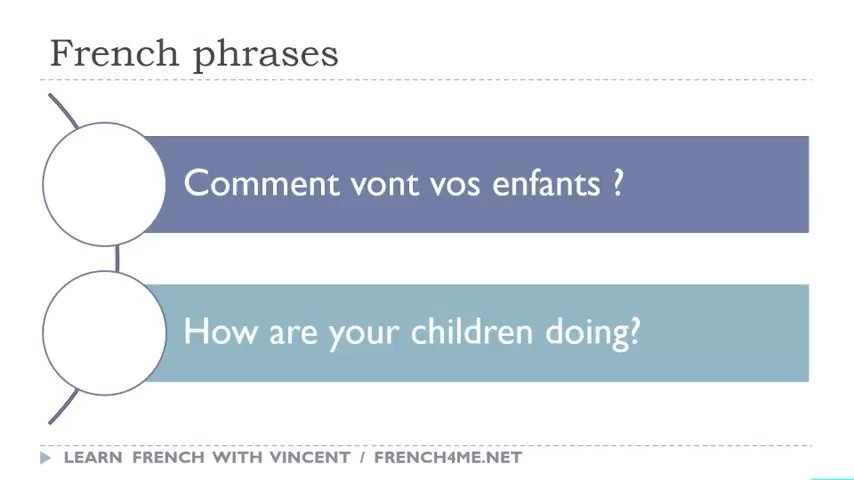 French phrases
Comment vont vos enfants ?
How are your children doing?
LEARN FRENCH WITH VINCENT / FRENCH4ME.NET